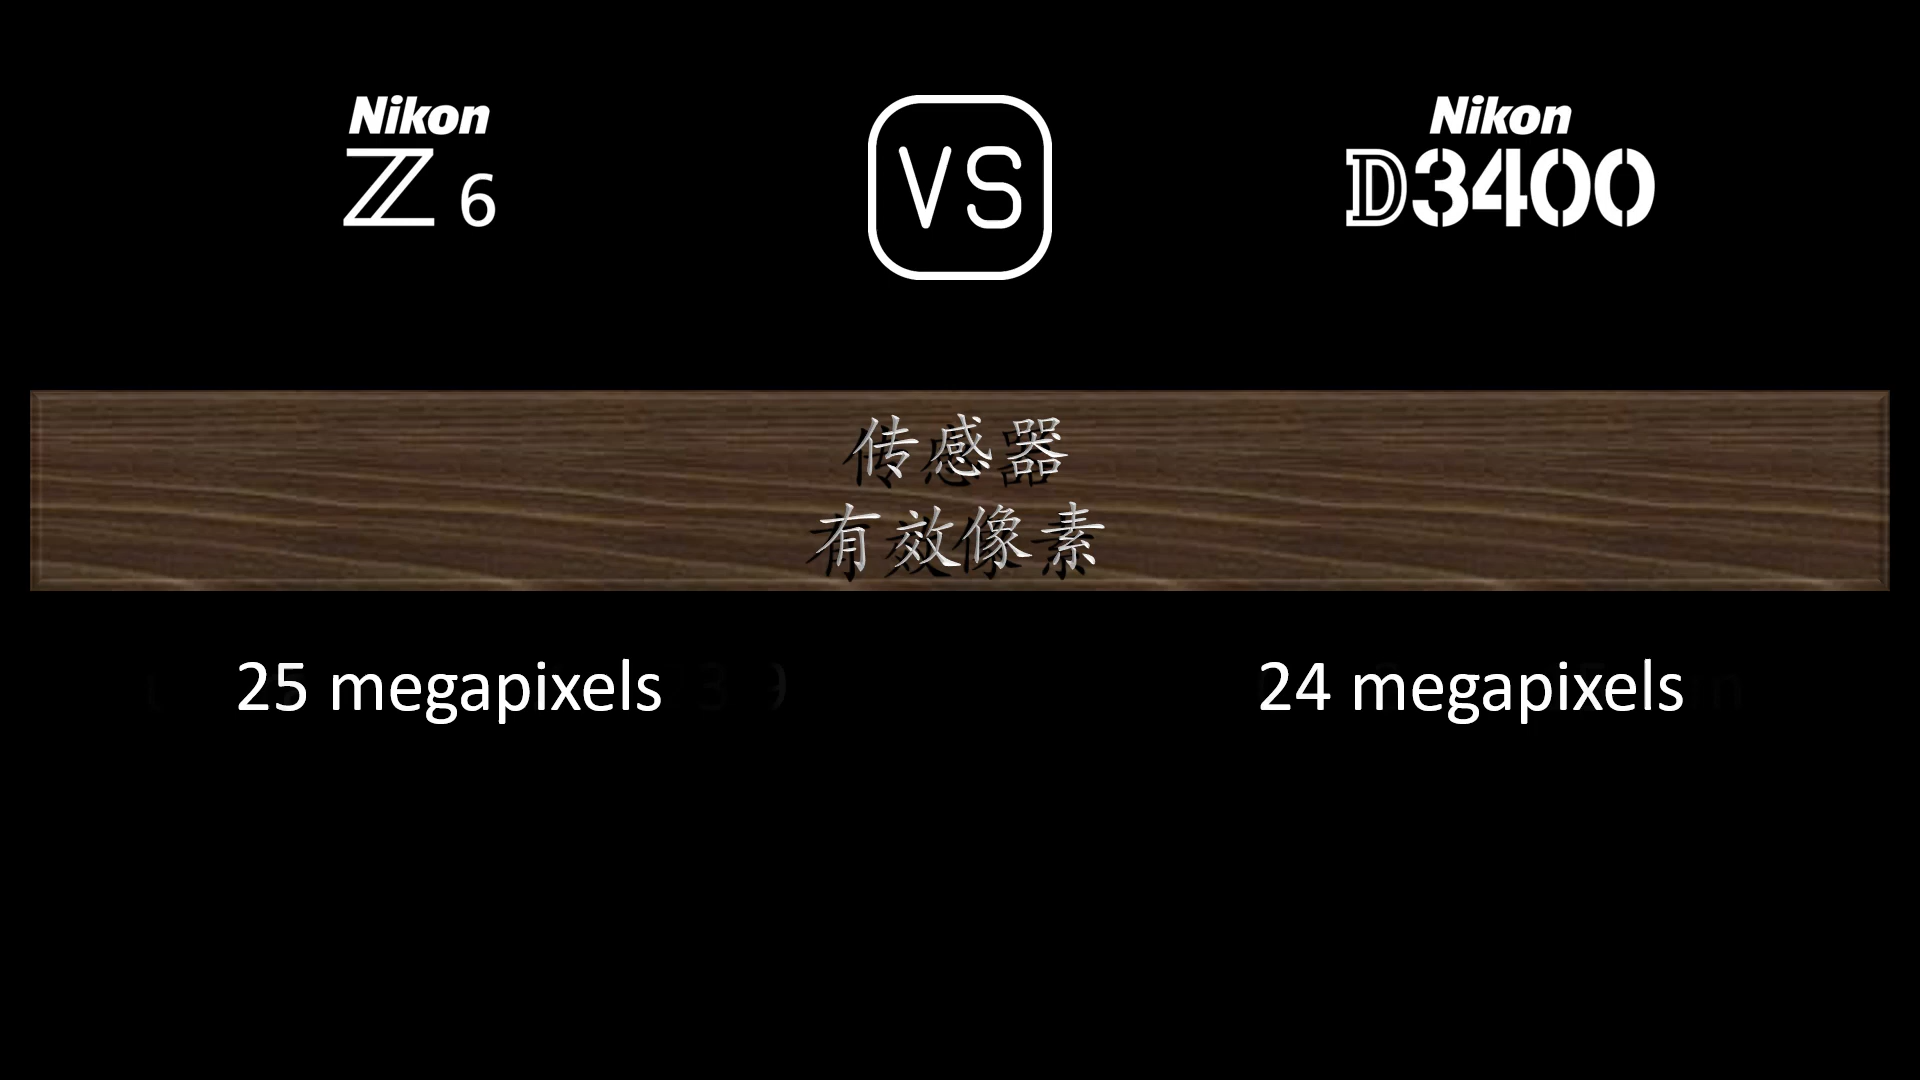 Nikon
Z 6
VS
Nikon
D3400
传感器
有效像素
25 megapixels
24 megapixels